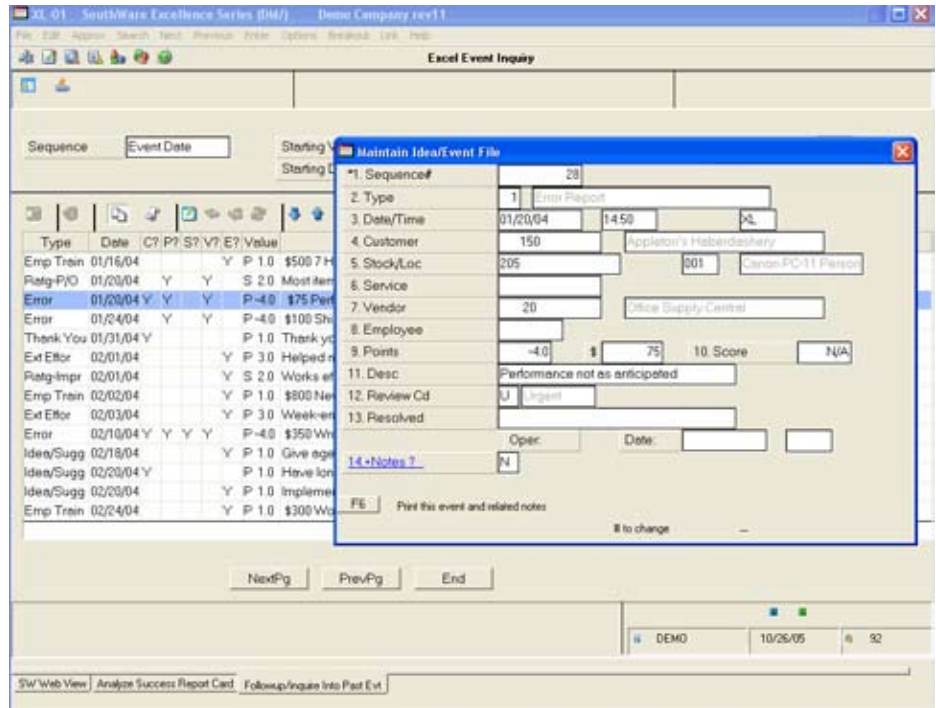 XL-01 SouthWare Excellence Series (DM/) Demo Company rev11
File Edit Approx Search Next Previous Enter Options Breakout Link Help
Excel Event Inquiry
Sequence Event Date Starting
Starting
Maintain Idea/Event File
*1. Sequence# 28
2. Type 1 Error Report
3. Date/Time 01/20/04 14:50 XL
4. Customer 150 Appleton's Haberdashery
5. Stock/Loc 205 001 Canon PC-11 Person
6. Service
7. Vendor 20 Office Supply Central
8. Employee
9. Points -4.0 $ 75 10. Score N/A
11. Desc Performance not as anticipated
12. Review Cd U Urgent
13. Resolved
Oper: Date:
14.+Notes ? N
F6 Print this event and related notes
# to change --
Type Date C? P? S? V? E? Value
Emp Train 01/16/04 Y P 1.0 $500 7 H
Ratg-P/O 01/20/04 Y Y S 2.0 Most item
Error 01/20/04 Y Y Y P -4.0 $75 Perf
Error 01/24/04 Y Y P -4.0 $100 Shi
Thank You 01/31/04 Y P 1.0 Thank yo
Ext Effor 02/01/04 Y P 3.0 Helped
Ratg-Impr 02/01/04 Y S 2.0 Works ef
Emp Train 02/02/04 Y P 1.0 $800 Ne
Ext Effor 02/03/04 Y P 3.0 Week-en
Error 02/10/04 Y Y Y Y P -4.0 $350 Wr
Idea/Sugg 02/18/04 Y P 1.0 Give age
Idea/Sugg 02/20/04 Y P 1.0 Have lon
Idea/Sugg 02/20/04 Y P 1.0 Impleme
Emp Train 02/24/04 Y P 1.0 $300 Wo
NextPg PrevPg End
DEMO 10/26/05 92
SW Web View Analyze Success Report Card Followup/Inquire Into Past Evt